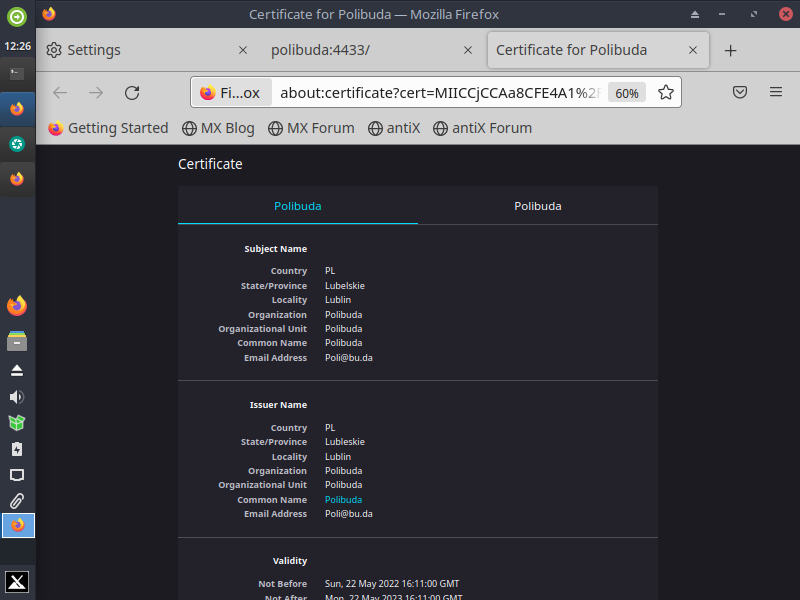 Certificate for Polibuda — Mozilla Firefox
12:26
Settings
polibuda:4433/
Certificate for Polibuda
Fi...ox
about:certificate?cert=MIICCjCCAa8CFE4A1%2F
60%
Getting Started
MX Blog
MX Forum
antiX
antiX Forum
Certificate
Polibuda
Polibuda
Subject Name
Country PL
State/Province Lubelskie
Locality Lublin
Organization Polibuda
Organizational Unit Polibuda
Common Name Polibuda
Email Address Poli@bu.da
Issuer Name
Country PL
State/Province Lubleskie
Locality Lublin
Organization Polibuda
Organizational Unit Polibuda
Common Name Polibuda
Email Address Poli@bu.da
Validity
Not Before Sun, 22 May 2022 16:11:00 GMT
Not After Mon, 22 May 2023 16:11:00 GMT